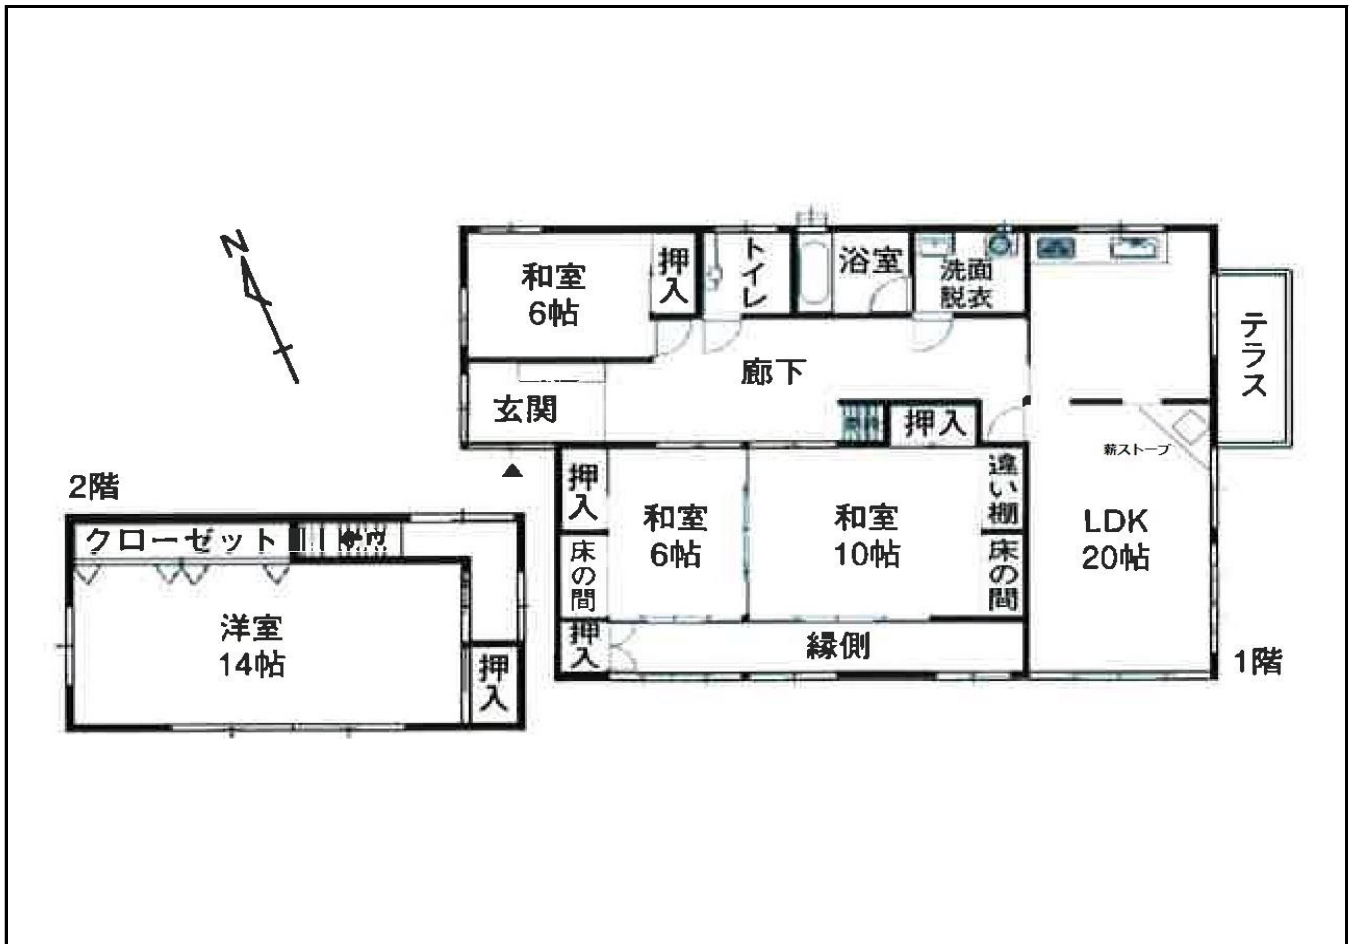 N
和室
6帖
押入
トイレ
浴室
洗面
脱衣
テラス
廊下
玄関
押入
薪ストーブ
押入
和室
6帖
和室
10帖
違い棚
LDK
20帖
床の間
床の間
押入
縁側
1階
2階
クローゼット
洋室
14帖
押入